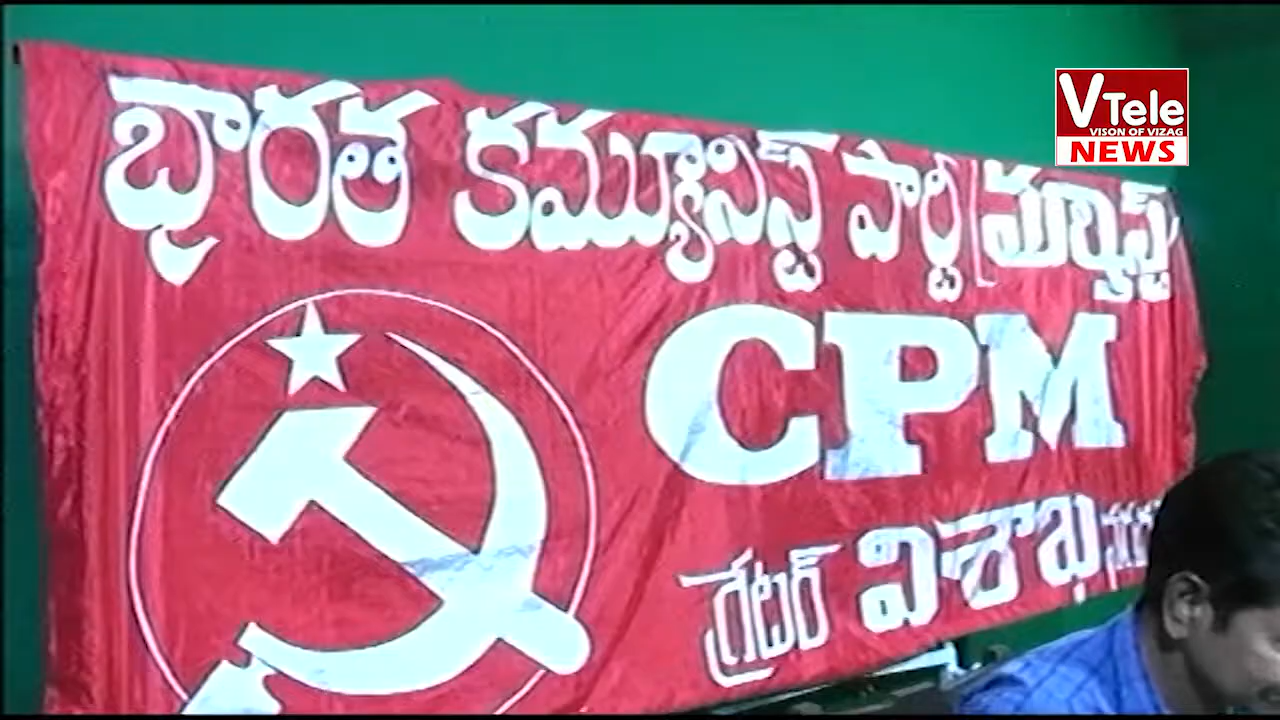 భారత కమ్యూనిస్ట్ పార్టీ (మార్క్సిస్ట్
CPM
గ్రేటర్ విశాఖ
VTele
VISON OF VIZAG
NEWS